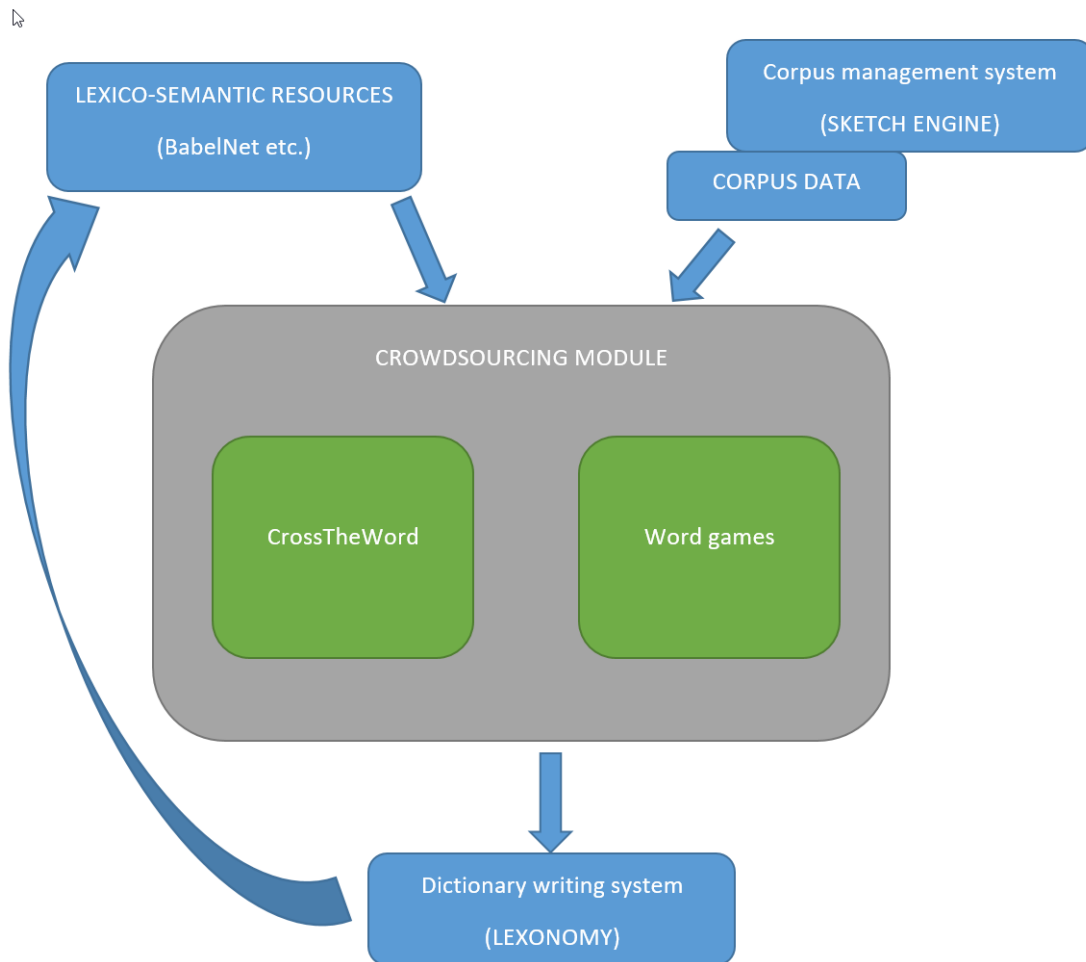 LEXICO-SEMANTIC RESOURCES
(BabelNet etc.)
Corpus management system
(SKETCH ENGINE)
CORPUS DATA
CROWDSOURCING MODULE
CrossTheWord
Word games
Dictionary writing system
(LEXONOMY)